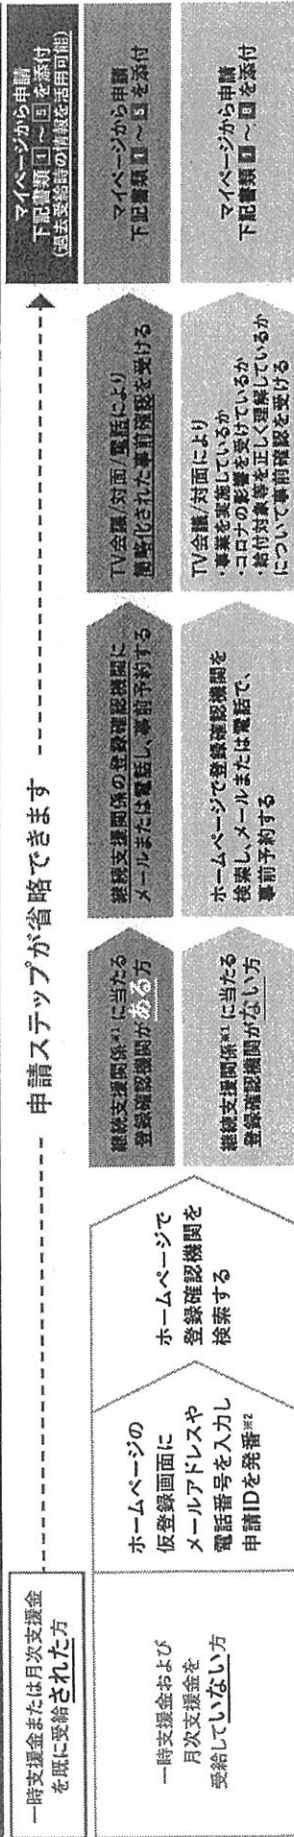 一時支援金または月次支援金
を既に受給された方
申請ステップが省略できます
マイページから申請
下記書類 1 ～ 5 を添付
(過去受給時の情報を活用可能)
一時支援金および
月次支援金を
受給していない方
ホームページの
仮登録画面に
メールアドレスや
電話番号を入力し
申請IDを発番※2
ホームページで
登録確認機関を
検索する
継続支援関係※1に当たる
登録確認機関がある方
継続支援関係の登録確認機関に
メールまたは電話し、事前予約する
TV会議/対面/電話により
簡略化された事前確認を受ける
マイページから申請
下記書類 1 ～ 5 を添付
継続支援関係※1に当たる
登録確認機関がない方
ホームページで登録確認機関を
検索し、メールまたは電話で、
事前予約する
TV会議/対面により
・事業を実施しているか
・コロナの影響を受けているか
・給付対象等を正しく理解しているか
について事前確認を受ける
マイページから申請
下記書類 1 ～ 8 を添付